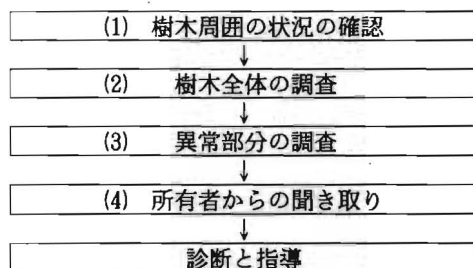 (1) 樹木周囲の状況の確認
↓
(2) 樹木全体の調査
↓
(3) 異常部分の調査
↓
(4) 所有者からの聞き取り
↓
診断と指導